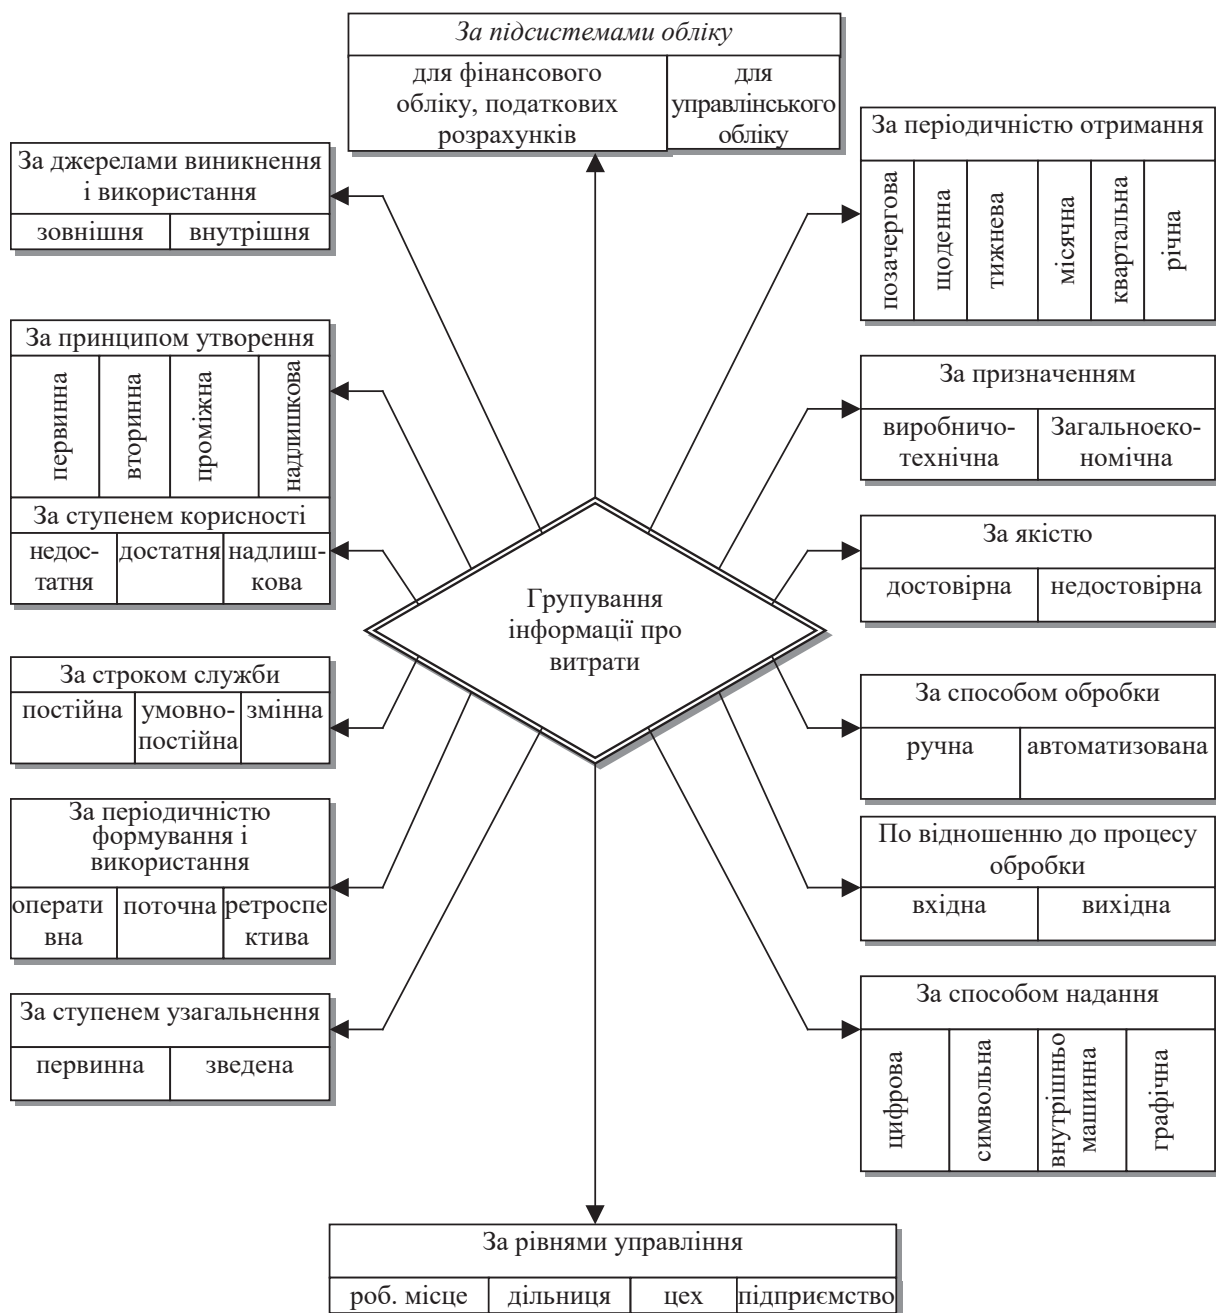 За підсистемами обліку
для фінансового
обліку, податкових
розрахунків
для
управлінського
обліку
За джерелами виникнення
і використання
зовнішня
внутрішня
За періодичністю отримання
позачергова
щоденна
тижнева
місячна
квартальна
річна
За принципом утворення
первинна
вторинна
проміжна
надлишкова
За ступенем корисності
недос-
татня
достатня
надлиш-
кова
За призначенням
виробничо-
технічна
Загальноеко-
номічна
За якістю
достовірна
недостовірна
Групування
інформації про
витрати
За строком служби
постійна
умовно-
постійна
змінна
За способом обробки
ручна
автоматизована
За періодичністю
формування і
використання
операти
вна
поточна
ретроспе
ктива
По відношенню до процесу
обробки
вхідна
вихідна
За ступенем узагальнення
первинна
зведена
За способом надання
цифрова
символьна
внутрішньо
машинна
графічна
За рівнями управління
роб. місце
дільниця
цех
підприємство